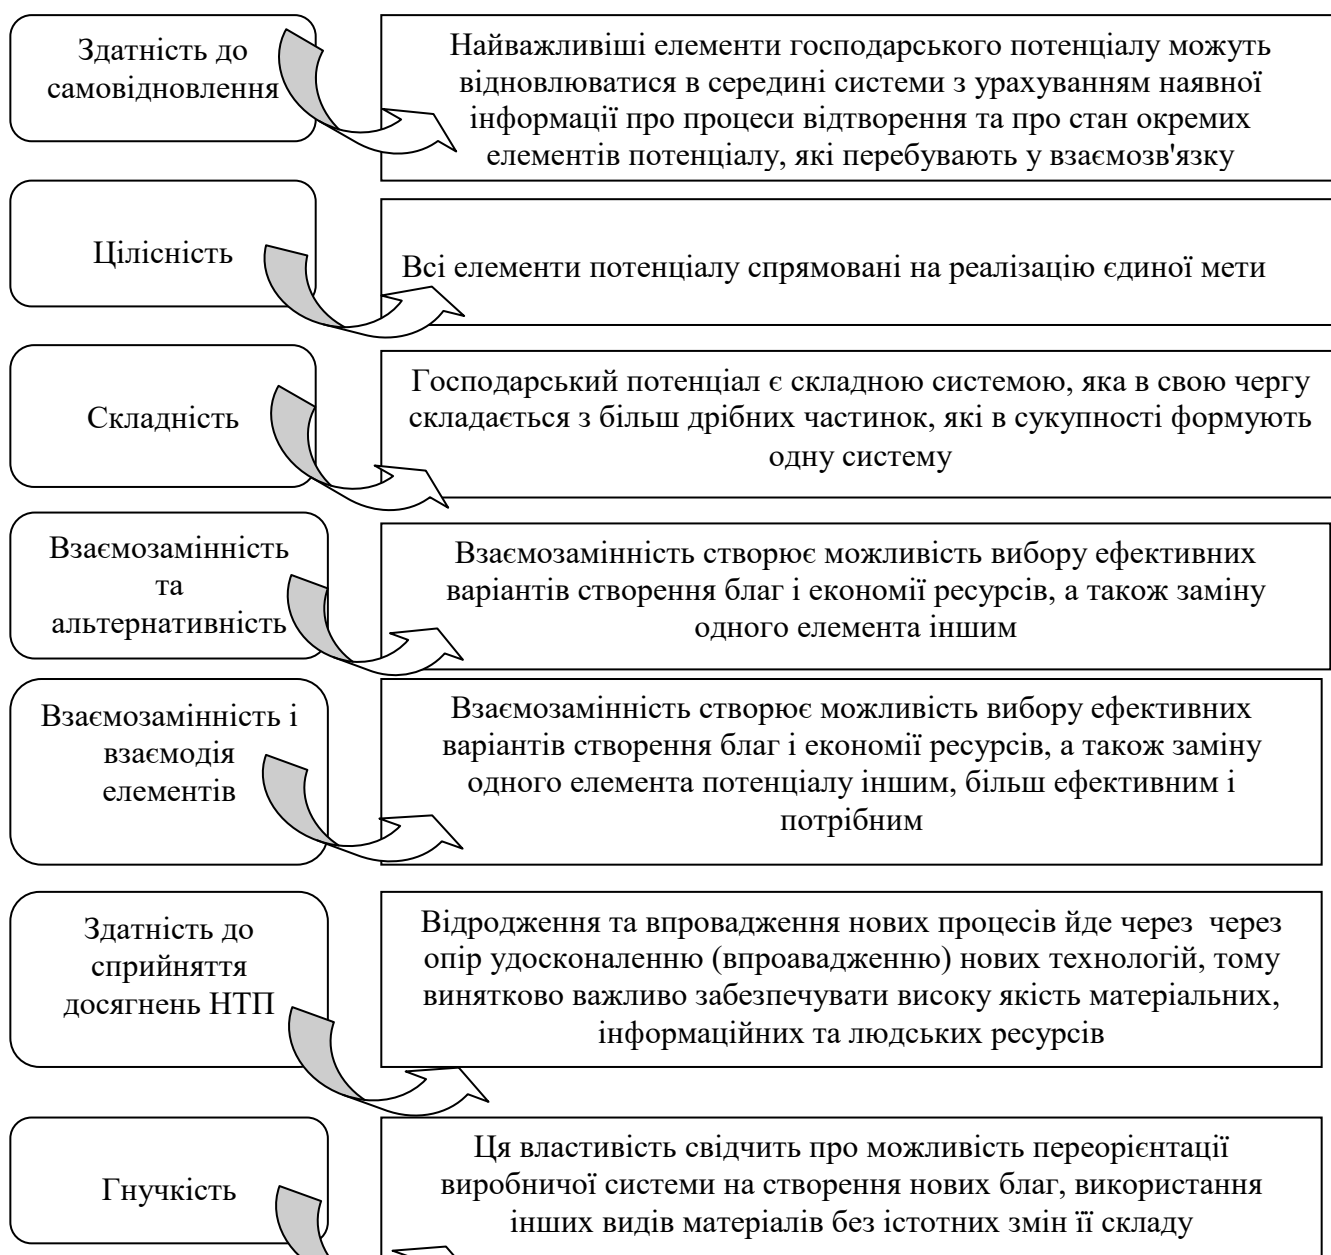 Здатність до
самовідновлення
Найважливіші елементи господарського потенціалу можуть
відновлюватися в середині системи з урахуванням наявної
інформації про процеси відтворення та про стан окремих
елементів потенціалу, які перебувають у взаємозв'язку
Цілісність
Всі елементи потенціалу спрямовані на реалізацію єдиної мети
Складність
Господарський потенціал є складною системою, яка в свою чергу
складається з більш дрібних частинок, які в сукупності формують
одну систему
Взаємозамінність
та
альтернативність
Взаємозамінність створює можливість вибору ефективних
варіантів створення благ і економії ресурсів, а також заміну
одного елемента іншим
Взаємозамінність і
взаємодія
елементів
Взаємозамінність створює можливість вибору ефективних
варіантів створення благ і економії ресурсів, а також заміну
одного елемента потенціалу іншим, більш ефективним і
потрібним
Здатність до
сприйняття
досягнень НТП
Відродження та впровадження нових процесів йде через  через
опір удосконаленню (впроавадженню) нових технологій, тому
винятково важливо забезпечувати високу якість матеріальних,
інформаційних та людських ресурсів
Гнучкість
Ця властивість свідчить про можливість переорієнтації
виробничої системи на створення нових благ, використання
інших видів матеріалів без істотних змін її складу